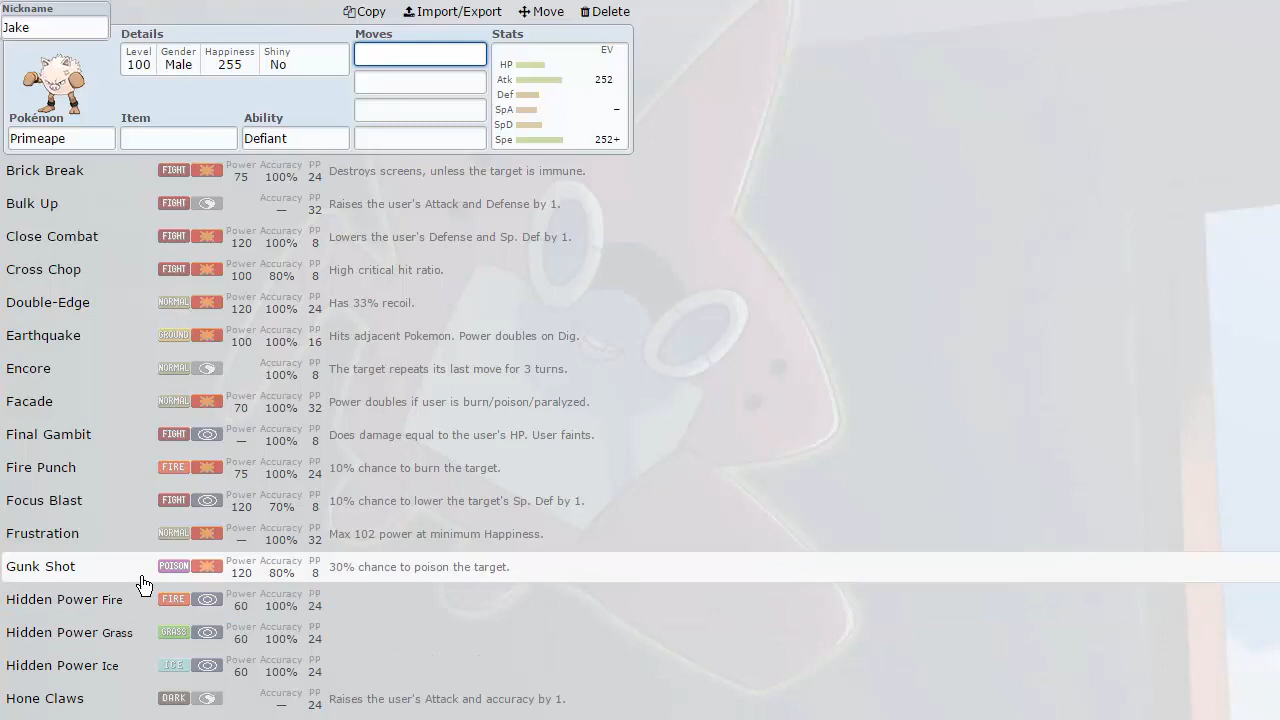 Nickname
Jake
Copy Import/Export Move Delete
Details
Level Gender Happiness Shiny
100 Male 255 No
Pokémon Item Ability
Primeape Defiant
Moves
Stats
EV
HP
Atk 252
Def
SpA –
SpD
Spe 252+
Brick Break FIGHT Power 75 Accuracy 100% PP 24 Destroys screens, unless the target is immune.
Bulk Up FIGHT Accuracy — PP 32 Raises the user's Attack and Defense by 1.
Close Combat FIGHT Power 120 Accuracy 100% PP 8 Lowers the user's Defense and Sp. Def by 1.
Cross Chop FIGHT Power 100 Accuracy 80% PP 8 High critical hit ratio.
Double-Edge NORMAL Power 120 Accuracy 100% PP 24 Has 33% recoil.
Earthquake GROUND Power 100 Accuracy 100% PP 16 Hits adjacent Pokemon. Power doubles on Dig.
Encore NORMAL Accuracy 100% PP 8 The target repeats its last move for 3 turns.
Facade NORMAL Power 70 Accuracy 100% PP 32 Power doubles if user is burn/poison/paralyzed.
Final Gambit FIGHT Power — Accuracy 100% PP 8 Does damage equal to the user's HP. User faints.
Fire Punch FIRE Power 75 Accuracy 100% PP 24 10% chance to burn the target.
Focus Blast FIGHT Power 120 Accuracy 70% PP 8 10% chance to lower the target's Sp. Def by 1.
Frustration NORMAL Power — Accuracy 100% PP 32 Max 102 power at minimum Happiness.
Gunk Shot POISON Power 120 Accuracy 80% PP 8 30% chance to poison the target.
Hidden Power Fire FIRE Power 60 Accuracy 100% PP 24
Hidden Power Grass GRASS Power 60 Accuracy 100% PP 24
Hidden Power Ice ICE Power 60 Accuracy 100% PP 24
Hone Claws DARK Accuracy — PP 24 Raises the user's Attack and accuracy by 1.